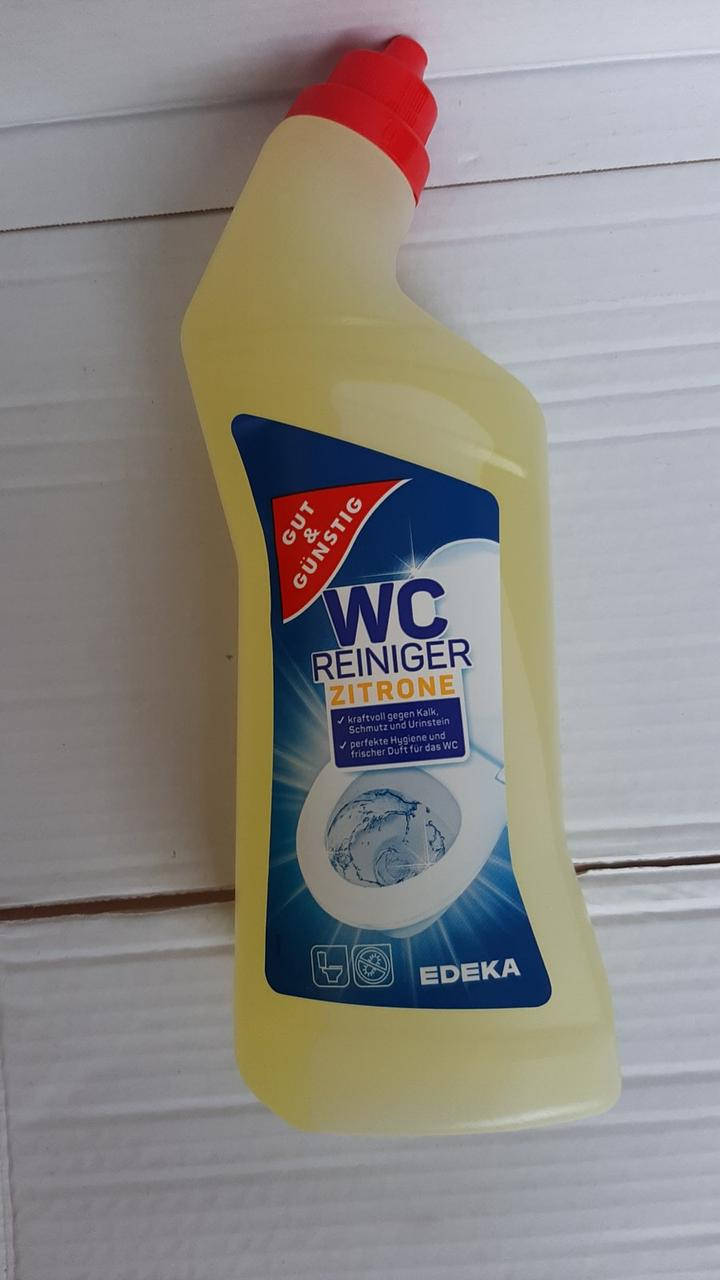 GUT
&
GÜNSTIG
WC
REINIGER
ZITRONE
kraftvoll gegen Kalk,
Schmutz und Urinstein
perfekte Hygiene und
frischer Duft für das WC
EDEKA